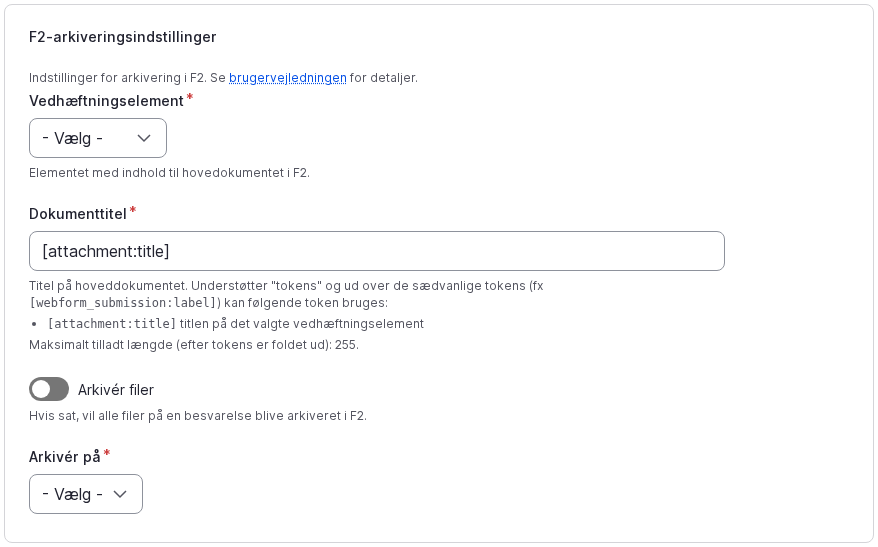 F2-arkiveringsindstillinger
Indstillinger for arkivering i F2. Se brugervejledningen for detaljer.
Vedhæftningselement*
- Vælg -
Elementet med indhold til hovedokumentet i F2.
Dokumenttitel*
[attachment:title]
Titel på hoveddokumentet. Understøtter "tokens" og ud over de sædvanlige tokens (fx
[webform_submission:label]) kan følgende token bruges:
• [attachment:title] titlen på det valgte vedhæftningselement
Maksimalt tilladt længde (efter tokens er foldet ud): 255.
Arkivér filer
Hvis sat, vil alle filer på en besvarelse blive arkiveret i F2.
Arkivér på*
- Vælg -